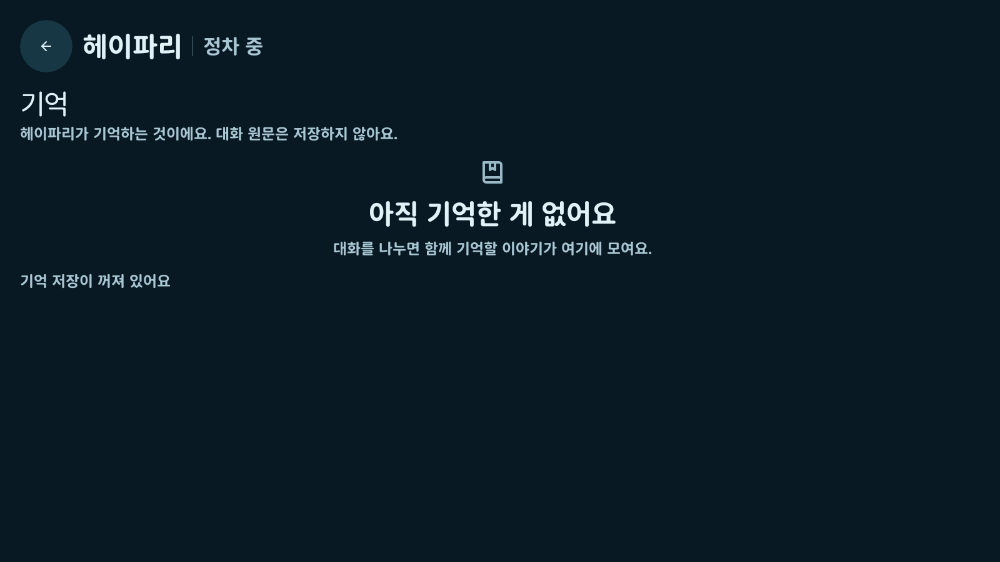 헤이파리 정차 중
기억
헤이파리가 기억하는 것이에요. 대화 원문은 저장하지 않아요.
아직 기억한 게 없어요
대화를 나누면 함께 기억할 이야기가 여기에 모여요.
기억 저장이 꺼져 있어요